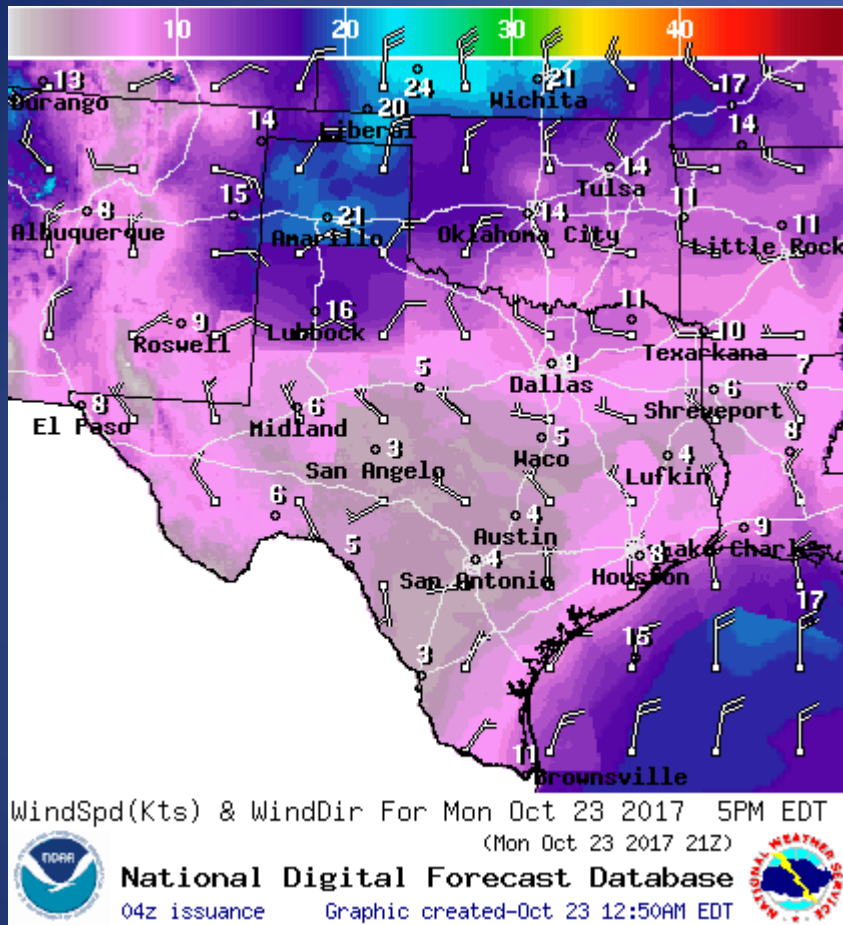 10 20 30 40
13 24 21 17
Durango Wichita
20
Liberal
14 14
14
Tulsa
15 11
8 21 14 11
Albuquerque Amarillo Oklahoma City Little Rock
16 11
9 Lubbock 10
Roswell Texarkana
5 9 7
Dallas 6
8 6 Shreveport
El Paso Midland
3 5 4 8
San Angelo Waco Lufkin
6 4 9
Austin Lake Charles
5 4 8
San Antonio Houston
17
3
11
Brownsville
WindSpd(Kts) & WindDir For Mon Oct 23 2017 5PM EDT
(Mon Oct 23 2017 21Z)
NOAA
National Digital Forecast Database
04z issuance Graphic created-Oct 23 12:50AM EDT
NATIONAL WEATHER SERVICE